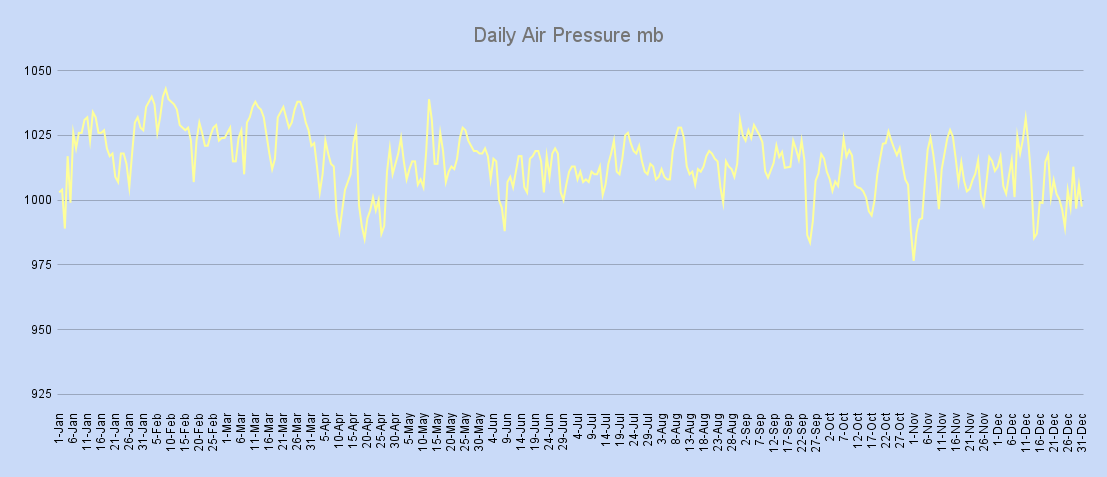 Daily Air Pressure mb
1050
1025
1000
975
950
925
1-Jan
6-Jan
11-Jan
16-Jan
21-Jan
26-Jan
31-Jan
5-Feb
10-Feb
15-Feb
20-Feb
25-Feb
1-Mar
6-Mar
11-Mar
16-Mar
21-Mar
26-Mar
31-Mar
5-Apr
10-Apr
15-Apr
20-Apr
25-Apr
30-Apr
5-May
10-May
15-May
20-May
25-May
30-May
4-Jun
9-Jun
14-Jun
19-Jun
24-Jun
29-Jun
4-Jul
9-Jul
14-Jul
19-Jul
24-Jul
29-Jul
3-Aug
8-Aug
13-Aug
18-Aug
23-Aug
28-Aug
2-Sep
7-Sep
12-Sep
17-Sep
22-Sep
27-Sep
2-Oct
7-Oct
12-Oct
17-Oct
22-Oct
27-Oct
1-Nov
6-Nov
11-Nov
16-Nov
21-Nov
26-Nov
1-Dec
6-Dec
11-Dec
16-Dec
21-Dec
26-Dec
31-Dec